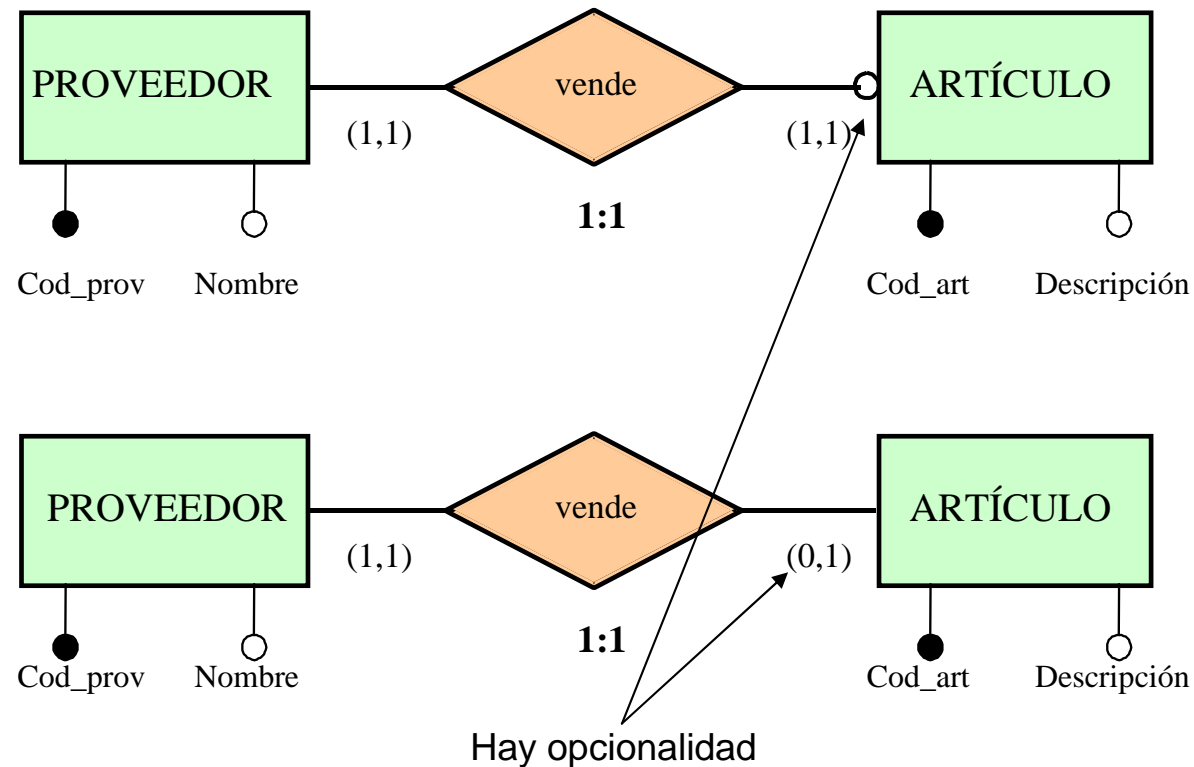 PROVEEDOR vende ARTÍCULO
(1,1) (1,1)
1:1
Cod_prov Nombre Cod_art Descripción
PROVEEDOR vende ARTÍCULO
(1,1) (0,1)
1:1
Cod_prov Nombre Cod_art Descripción
Hay opcionalidad